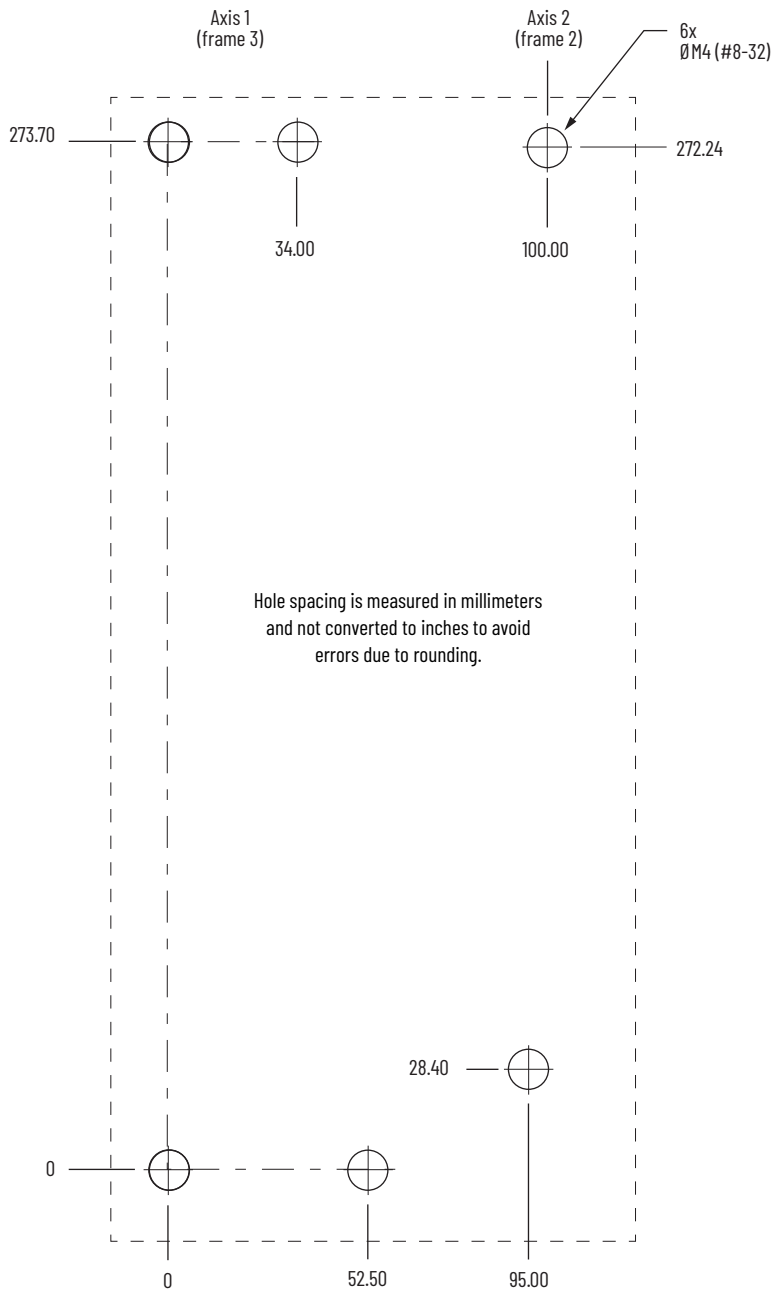 Axis 1
(frame 3)
Axis 2
(frame 2)
6x
Ø M4 (#8-32)
273.70
272.24
34.00
100.00
Hole spacing is measured in millimeters
and not converted to inches to avoid
errors due to rounding.
28.40
0
0
52.50
95.00